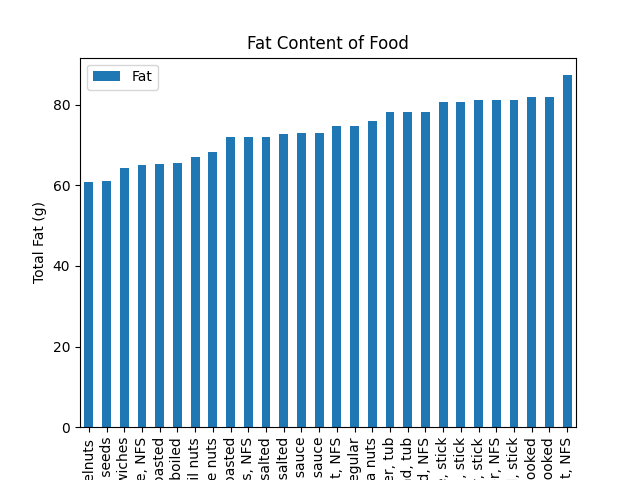 Fat Content of Food
Fat
Total Fat (g)
0
20
40
60
80
elnuts
seeds
wiches
e, NFS
oasted
boiled
il nuts
e nuts
oasted
s, NFS
salted
salted
sauce
sauce
t, NFS
egular
a nuts
er, tub
d, tub
d, NFS
, stick
, stick
, stick
r, NFS
, stick
ooked
ooked
t, NFS